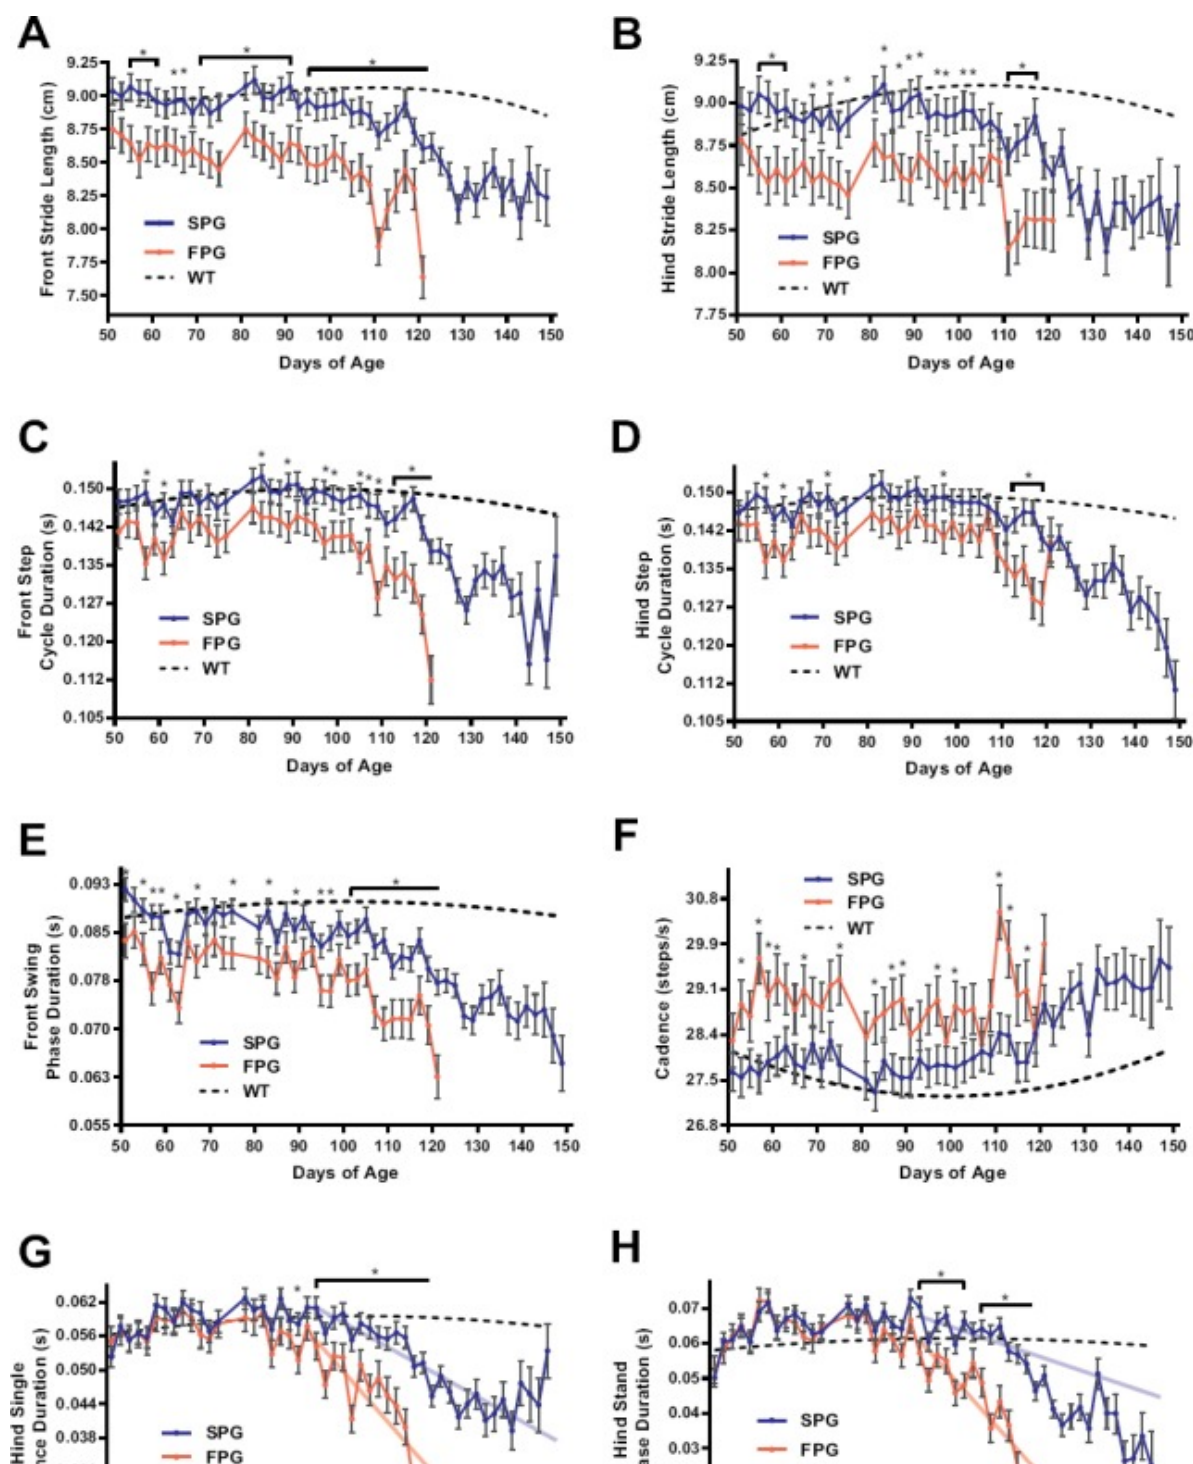 A
*
*
* *
*
9.25
9.00
8.75
8.50
8.25
8.00
7.75
7.50
Front Stride Length (cm)
SPG
FPG
WT
50 60 70 80 90 100 110 120 130 140 150
Days of Age
B
*
* * *
*
* * *
* *
* *
*
9.25
9.00
8.75
8.50
8.25
8.00
7.75
Hind Stride Length (cm)
SPG
FPG
WT
50 60 70 80 90 100 110 120 130 140 150
Days of Age
C
* *
*
*
* *
* * *
*
0.150
0.142
0.135
0.127
0.120
0.112
0.105
Front Step
Cycle Duration (s)
SPG
FPG
WT
50 60 70 80 90 100 110 120 130 140 150
Days of Age
D
* *
*
*
*
0.150
0.142
0.135
0.127
0.120
0.112
0.105
Hind Step
Cycle Duration (s)
SPG
FPG
WT
50 60 70 80 90 100 110 120 130 140 150
Days of Age
E
* * * * * * * * * * *
*
0.093
0.085
0.078
0.070
0.063
0.055
Front Swing
Phase Duration (s)
SPG
FPG
WT
50 60 70 80 90 100 110 120 130 140 150
Days of Age
F
SPG
FPG
WT
* * * * * * * * * * * * * *
30.8
29.9
29.1
28.4
27.5
26.8
Cadence (steps/s)
50 60 70 80 90 100 110 120 130 140 150
Days of Age
G
*
*
0.062
0.056
0.050
0.044
0.038
Hind Single
nce Duration (s)
SPG
FPG
H
*
*
0.07
0.06
0.05
0.04
0.03
Hind Stand
ase Duration (s)
SPG
FPG